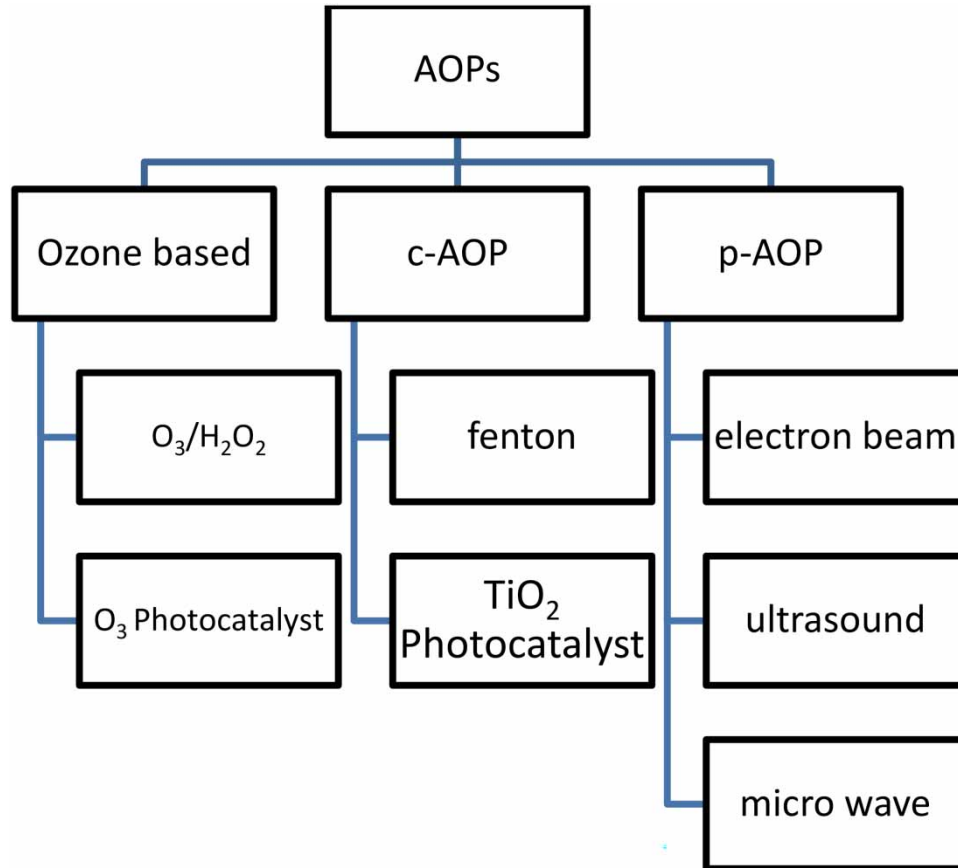 AOPs
Ozone based
c-AOP
p-AOP
O₃/H₂O₂
fenton
electron beam
O₃ Photocatalyst
TiO₂
Photocatalyst
ultrasound
micro wave